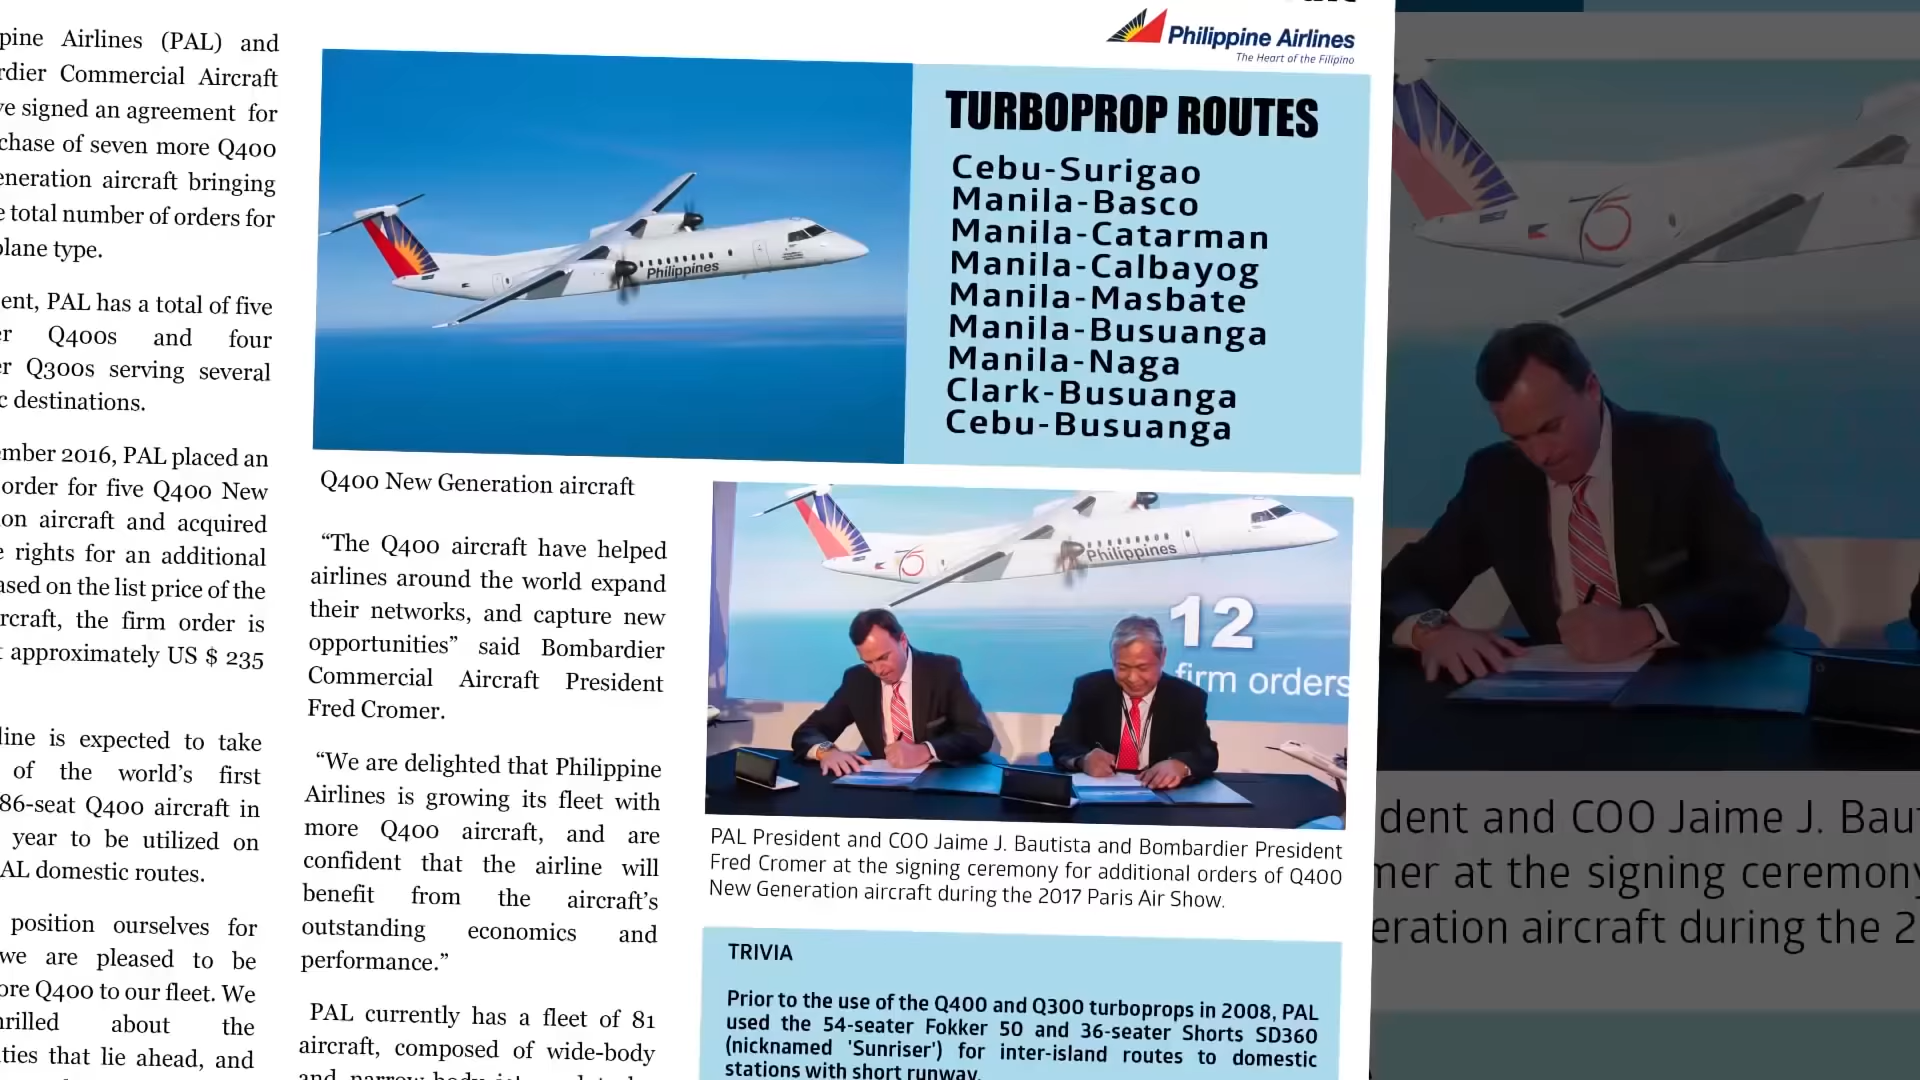 pine Airlines (PAL) and
rdier Commercial Aircraft
ve signed an agreement for
chase of seven more Q400
eneration aircraft bringing
e total number of orders for
plane type.
ent, PAL has a total of five
er Q400s and four
er Q300s serving several
c destinations.
ember 2016, PAL placed an
order for five Q400 New
on aircraft and acquired
e rights for an additional
ased on the list price of the
rcraft, the firm order is
t approximately US $ 235
line is expected to take
of the world's first
86-seat Q400 aircraft in
year to be utilized on
AL domestic routes.
position ourselves for
we are pleased to be
ore Q400 to our fleet. We
hrilled about the
ties that lie ahead, and
Philippine Airlines
The Heart of the Filipino
Philippines
TURBOPROP ROUTES
Cebu-Surigao
Manila-Basco
Manila-Catarman
Manila-Calbayog
Manila-Masbate
Manila-Busuanga
Manila-Naga
Clark-Busuanga
Cebu-Busuanga
Q400 New Generation aircraft
“The Q400 aircraft have helped
airlines around the world expand
their networks, and capture new
opportunities” said Bombardier
Commercial Aircraft President
Fred Cromer.
“We are delighted that Philippine
Airlines is growing its fleet with
more Q400 aircraft, and are
confident that the airline will
benefit from the aircraft's
outstanding economics and
performance.”
PAL currently has a fleet of 81
aircraft, composed of wide-body
Philippines
75
12
firm orders
PAL President and COO Jaime J. Bautista and Bombardier President
Fred Cromer at the signing ceremony for additional orders of Q400
New Generation aircraft during the 2017 Paris Air Show.
TRIVIA
Prior to the use of the Q400 and Q300 turboprops in 2008, PAL
used the 54-seater Fokker 50 and 36-seater Shorts SD360
(nicknamed 'Sunriser') for inter-island routes to domestic
stations with short runway.
75
dent and COO Jaime J. Baut
mer at the signing ceremony
eration aircraft during the 2